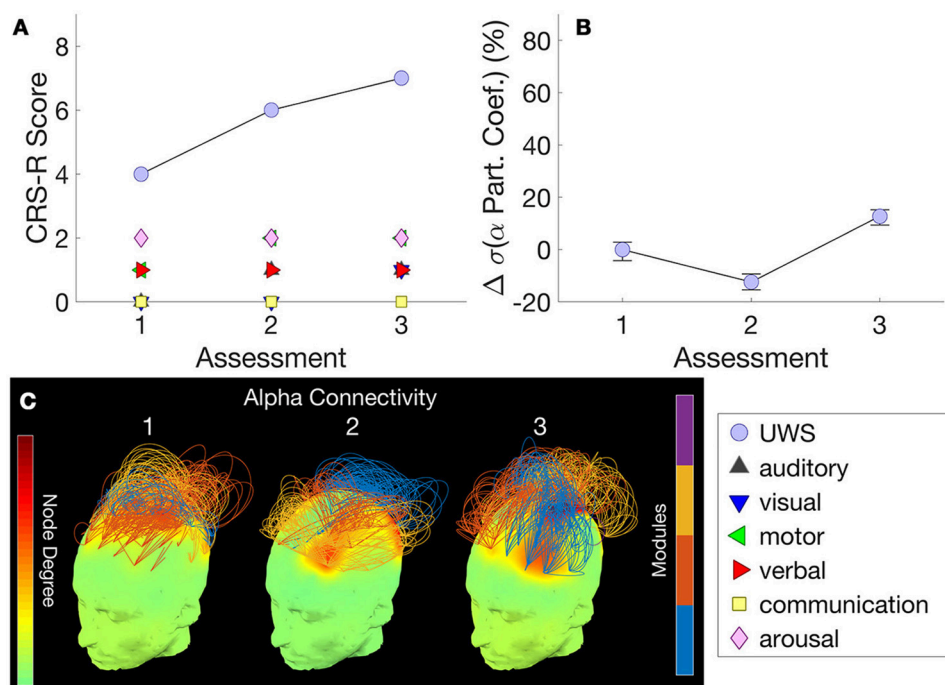 A
CRS-R Score
8
6
4
2
0
1 2 3
Assessment
B
Δ σ(α Part. Coef.) (%)
80
60
40
20
0
-20
1 2 3
Assessment
C
Alpha Connectivity
1 2 3
Node Degree
Modules
UWS
auditory
visual
motor
verbal
communication
arousal